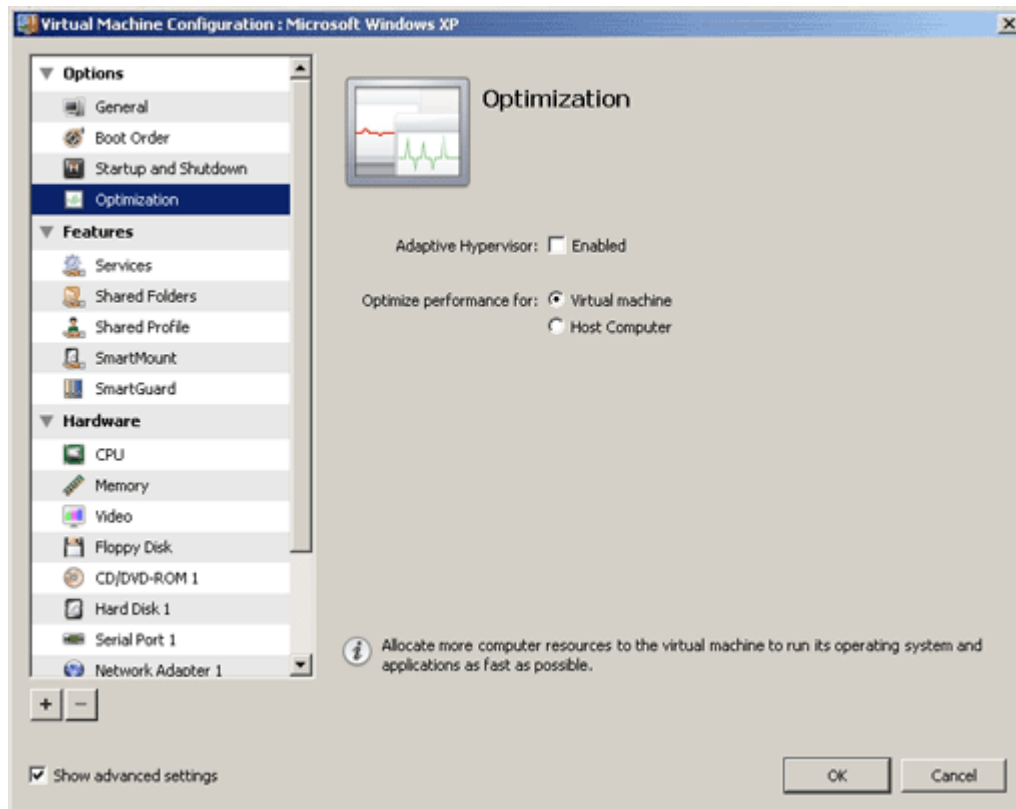 Virtual Machine Configuration : Microsoft Windows XP
Options
General
Boot Order
Startup and Shutdown
Optimization
Features
Services
Shared Folders
Shared Profile
SmartMount
SmartGuard
Hardware
CPU
Memory
Video
Floppy Disk
CD/DVD-ROM 1
Hard Disk 1
Serial Port 1
Network Adapter 1
Optimization
Adaptive Hypervisor: Enabled
Optimize performance for: Virtual machine
Host Computer
Allocate more computer resources to the virtual machine to run its operating system and
applications as fast as possible.
Show advanced settings
OK
Cancel